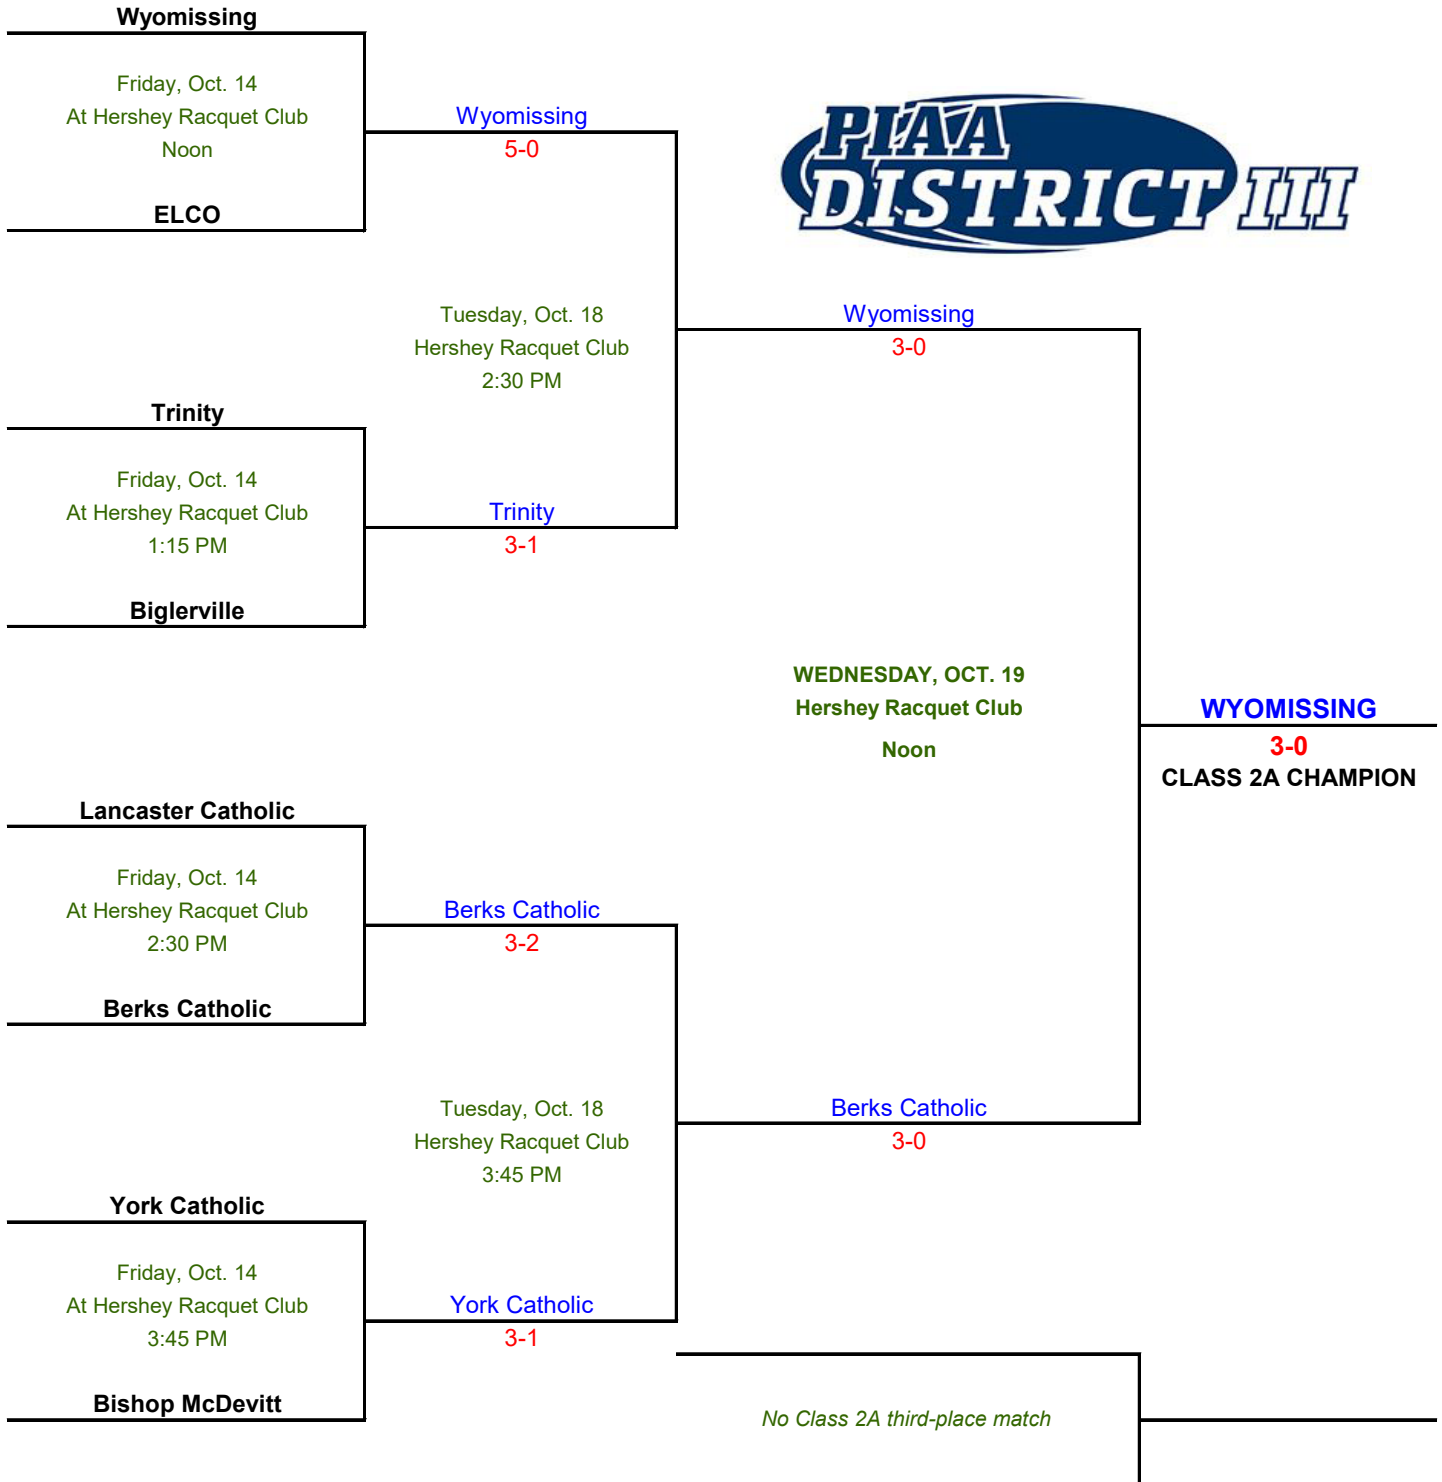 Wyomissing
Friday, Oct. 14
At Hershey Racquet Club
Noon
ELCO
Wyomissing
5-0
PIAA
DISTRICT III
Tuesday, Oct. 18
Hershey Racquet Club
2:30 PM
Wyomissing
3-0
Trinity
Friday, Oct. 14
At Hershey Racquet Club
1:15 PM
Biglerville
Trinity
3-1
WEDNESDAY, OCT. 19
Hershey Racquet Club
Noon
WYOMISSING
3-0
CLASS 2A CHAMPION
Lancaster Catholic
Friday, Oct. 14
At Hershey Racquet Club
2:30 PM
Berks Catholic
Berks Catholic
3-2
Tuesday, Oct. 18
Hershey Racquet Club
3:45 PM
Berks Catholic
3-0
York Catholic
Friday, Oct. 14
At Hershey Racquet Club
3:45 PM
Bishop McDevitt
York Catholic
3-1
No Class 2A third-place match